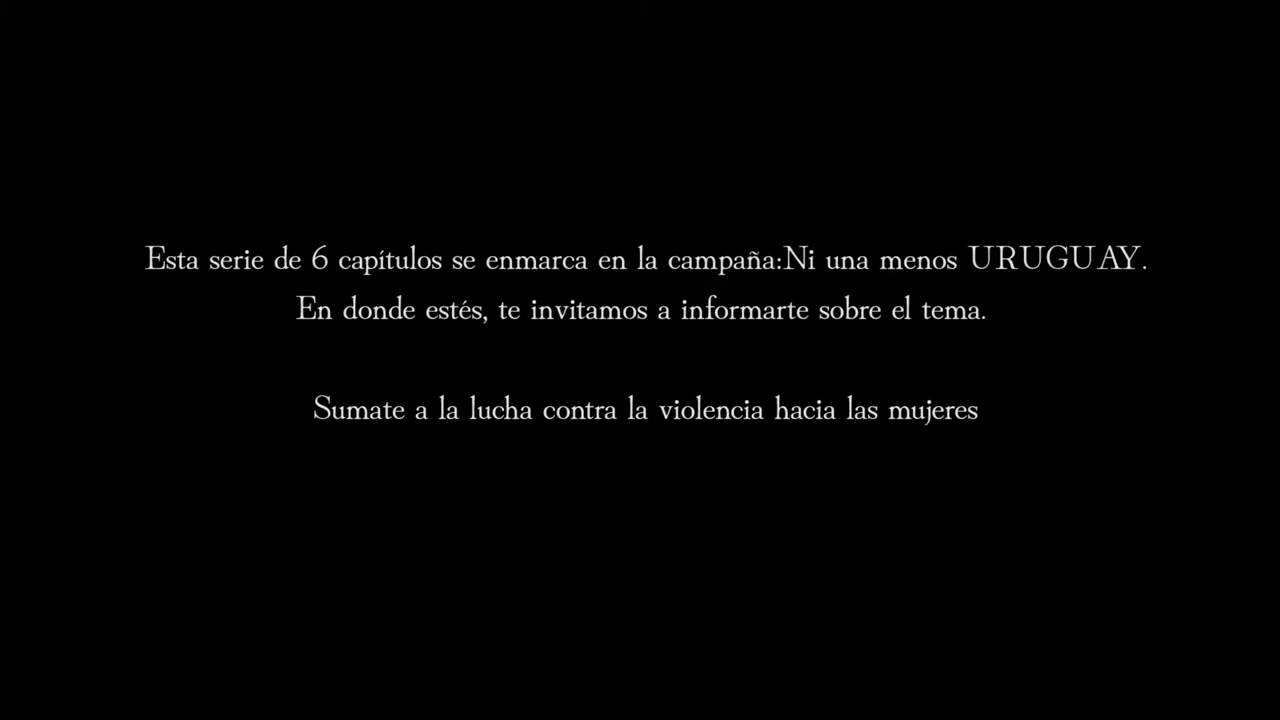 Esta serie de 6 capítulos se enmarca en la campaña:Ni una menos URUGUAY.
En donde estés, te invitamos a informarte sobre el tema.
Sumate a la lucha contra la violencia hacia las mujeres